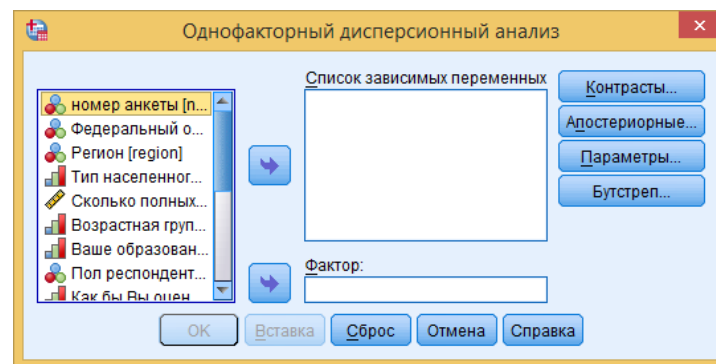 Однофакторный дисперсионный анализ
номер анкеты [n...
Федеральный о...
Регион [region]
Тип населенног...
Сколько полных...
Возрастная груп...
Ваше образован...
Пол респондент...
Как бы Вы оцен
Список зависимых переменных
Фактор:
Контрасты...
Апостериорные...
Параметры...
Бутстреп...
ОК
Вставка
Сброс
Отмена
Справка